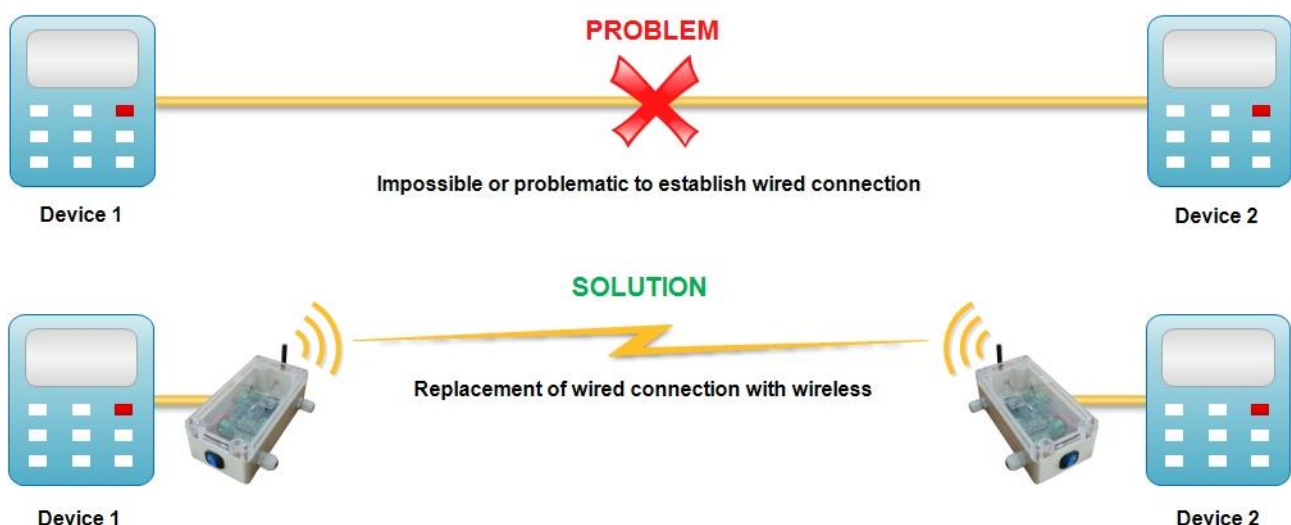 PROBLEM
Impossible or problematic to establish wired connection
Device 1
Device 2
SOLUTION
Replacement of wired connection with wireless
Device 1
Device 2